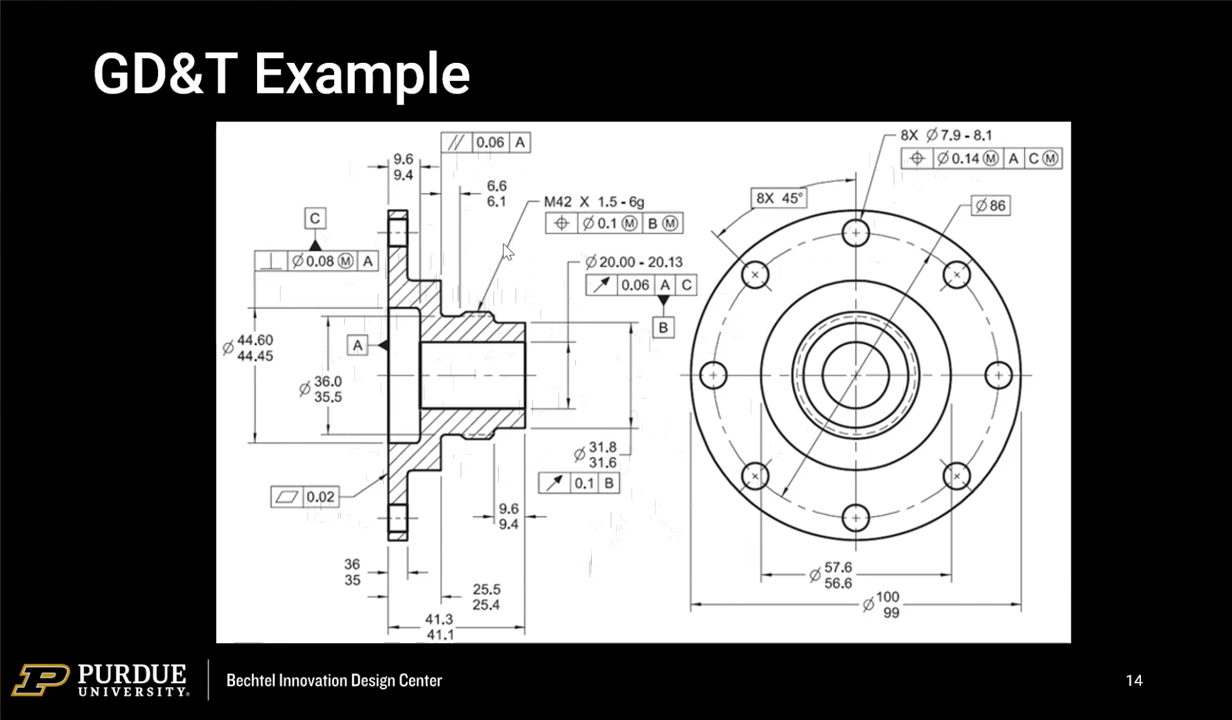 GD&T Example
// 0.06 A
9.6
9.4
6.6
6.1
M42 X 1.5 - 6g
⌖ ⌀ 0.1 Ⓜ B Ⓜ
C
⟂ ⌀ 0.08 Ⓜ A
⌀ 20.00 - 20.13
↗ 0.06 A C
B
A
⌀ 44.60
44.45
⌀ 36.0
35.5
⌀ 31.8
31.6
↗ 0.1 B
⏥ 0.02
9.6
9.4
36
35
25.5
25.4
41.3
41.1
8X ⌀ 7.9 - 8.1
⌖ ⌀ 0.14 Ⓜ A C Ⓜ
8X 45°
⌀ 86
⌀ 57.6
56.6
⌀ 100
99
PURDUE
UNIVERSITY®
Bechtel Innovation Design Center
14